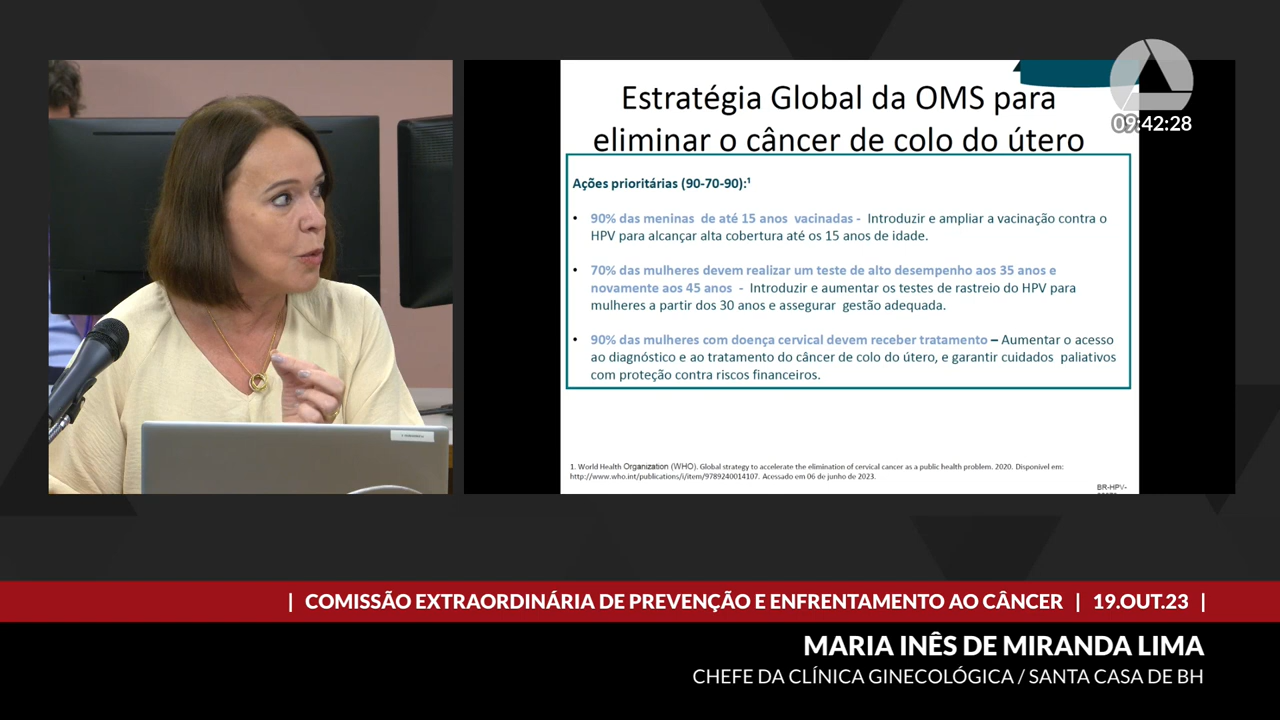 Estratégia Global da OMS para
eliminar o câncer de colo do útero
09:42:28
Ações prioritárias (90-70-90):¹
• 90% das meninas de até 15 anos vacinadas - Introduzir e ampliar a vacinação contra o
HPV para alcançar alta cobertura até os 15 anos de idade.
• 70% das mulheres devem realizar um teste de alto desempenho aos 35 anos e
novamente aos 45 anos - Introduzir e aumentar os testes de rastreio do HPV para
mulheres a partir dos 30 anos e assegurar gestão adequada.
• 90% das mulheres com doença cervical devem receber tratamento – Aumentar o acesso
ao diagnóstico e ao tratamento do câncer de colo do útero, e garantir cuidados paliativos
com proteção contra riscos financeiros.
1. World Health Organization (WHO). Global strategy to accelerate the elimination of cervical cancer as a public health problem. 2020. Disponível em:
http://www.who.int/publications/i/item/9789240014107. Acessado em 06 de junho de 2023.
BR-HPV-
| COMISSÃO EXTRAORDINÁRIA DE PREVENÇÃO E ENFRENTAMENTO AO CÂNCER | 19.OUT.23 |
MARIA INÊS DE MIRANDA LIMA
CHEFE DA CLÍNICA GINECOLÓGICA / SANTA CASA DE BH